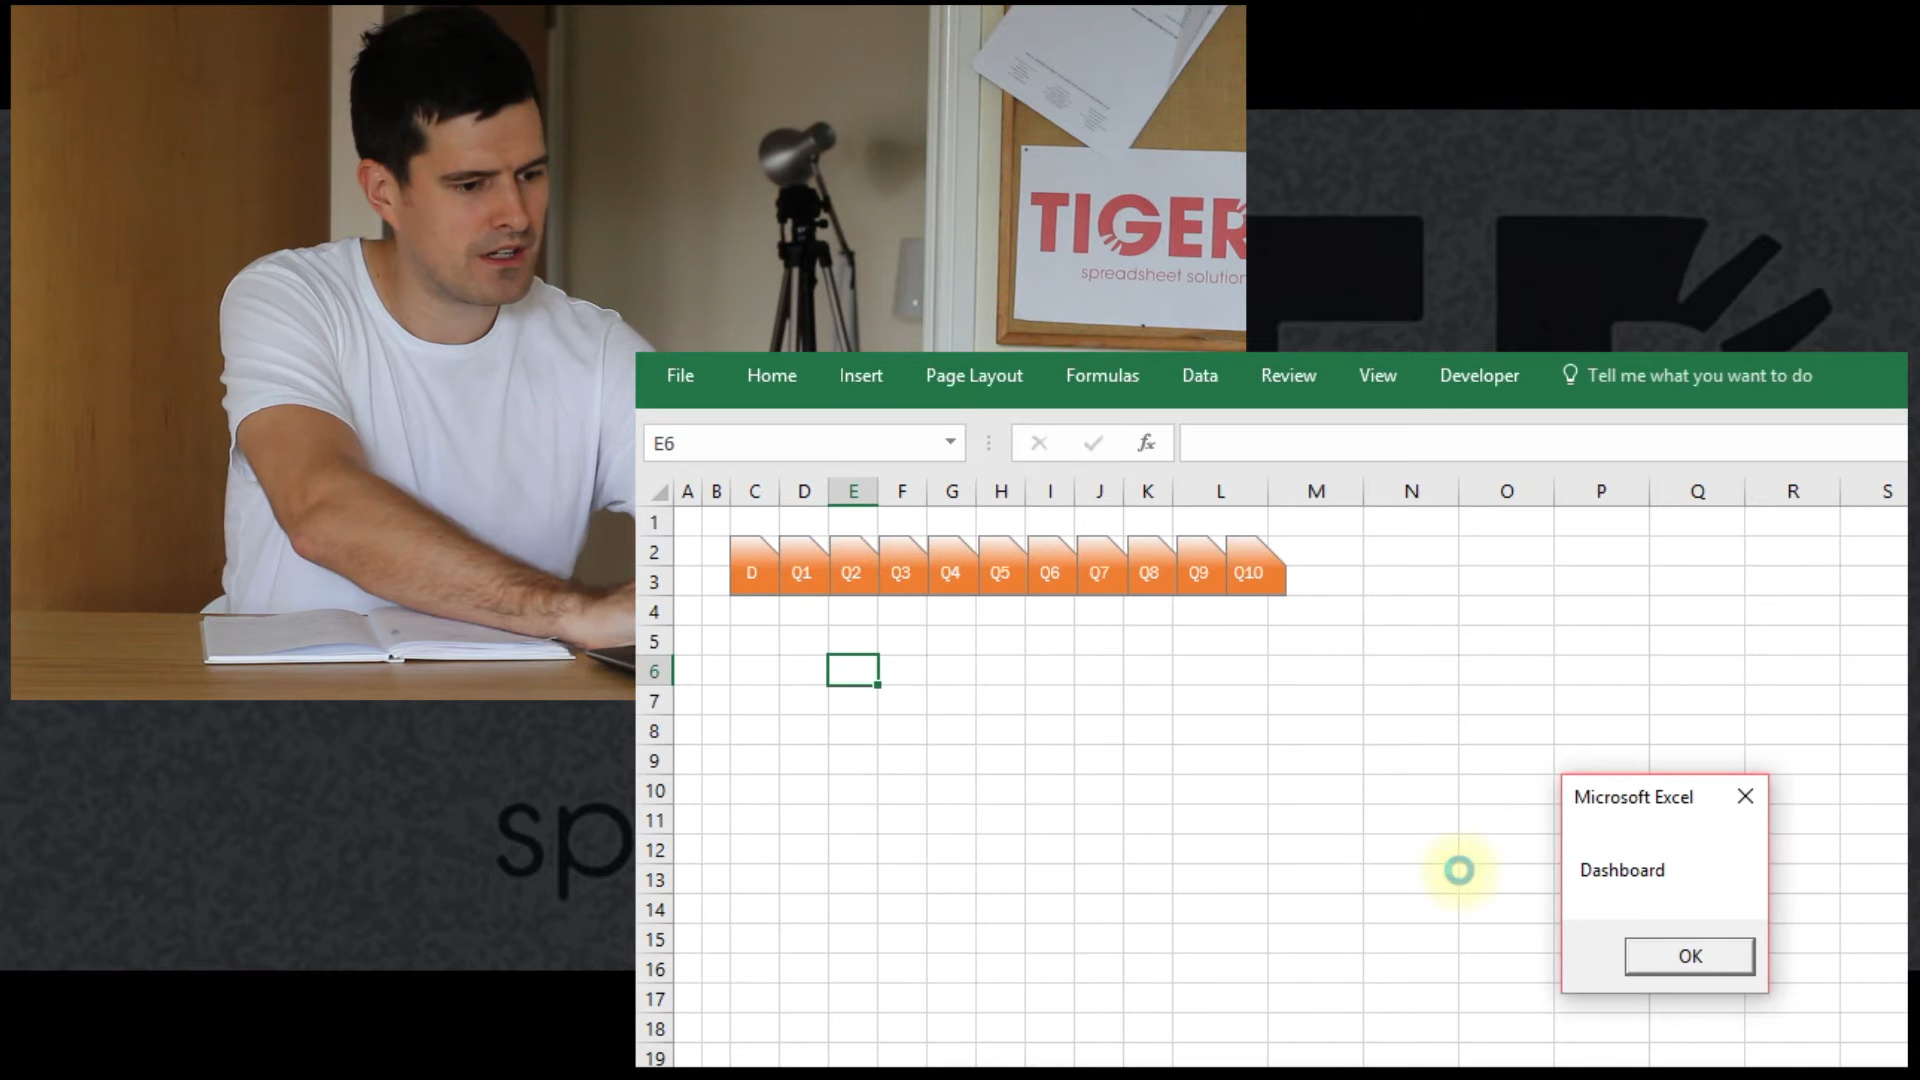 TIGER
spreadsheet solution
File Home Insert Page Layout Formulas Data Review View Developer Tell me what you want to do
E6
fx
A B C D E F G H I J K L M N O P Q R S
1
2
3
D Q1 Q2 Q3 Q4 Q5 Q6 Q7 Q8 Q9 Q10
4
5
6
7
8
9
10
11
12
13
14
15
16
17
18
19
Microsoft Excel
Dashboard
OK
sp